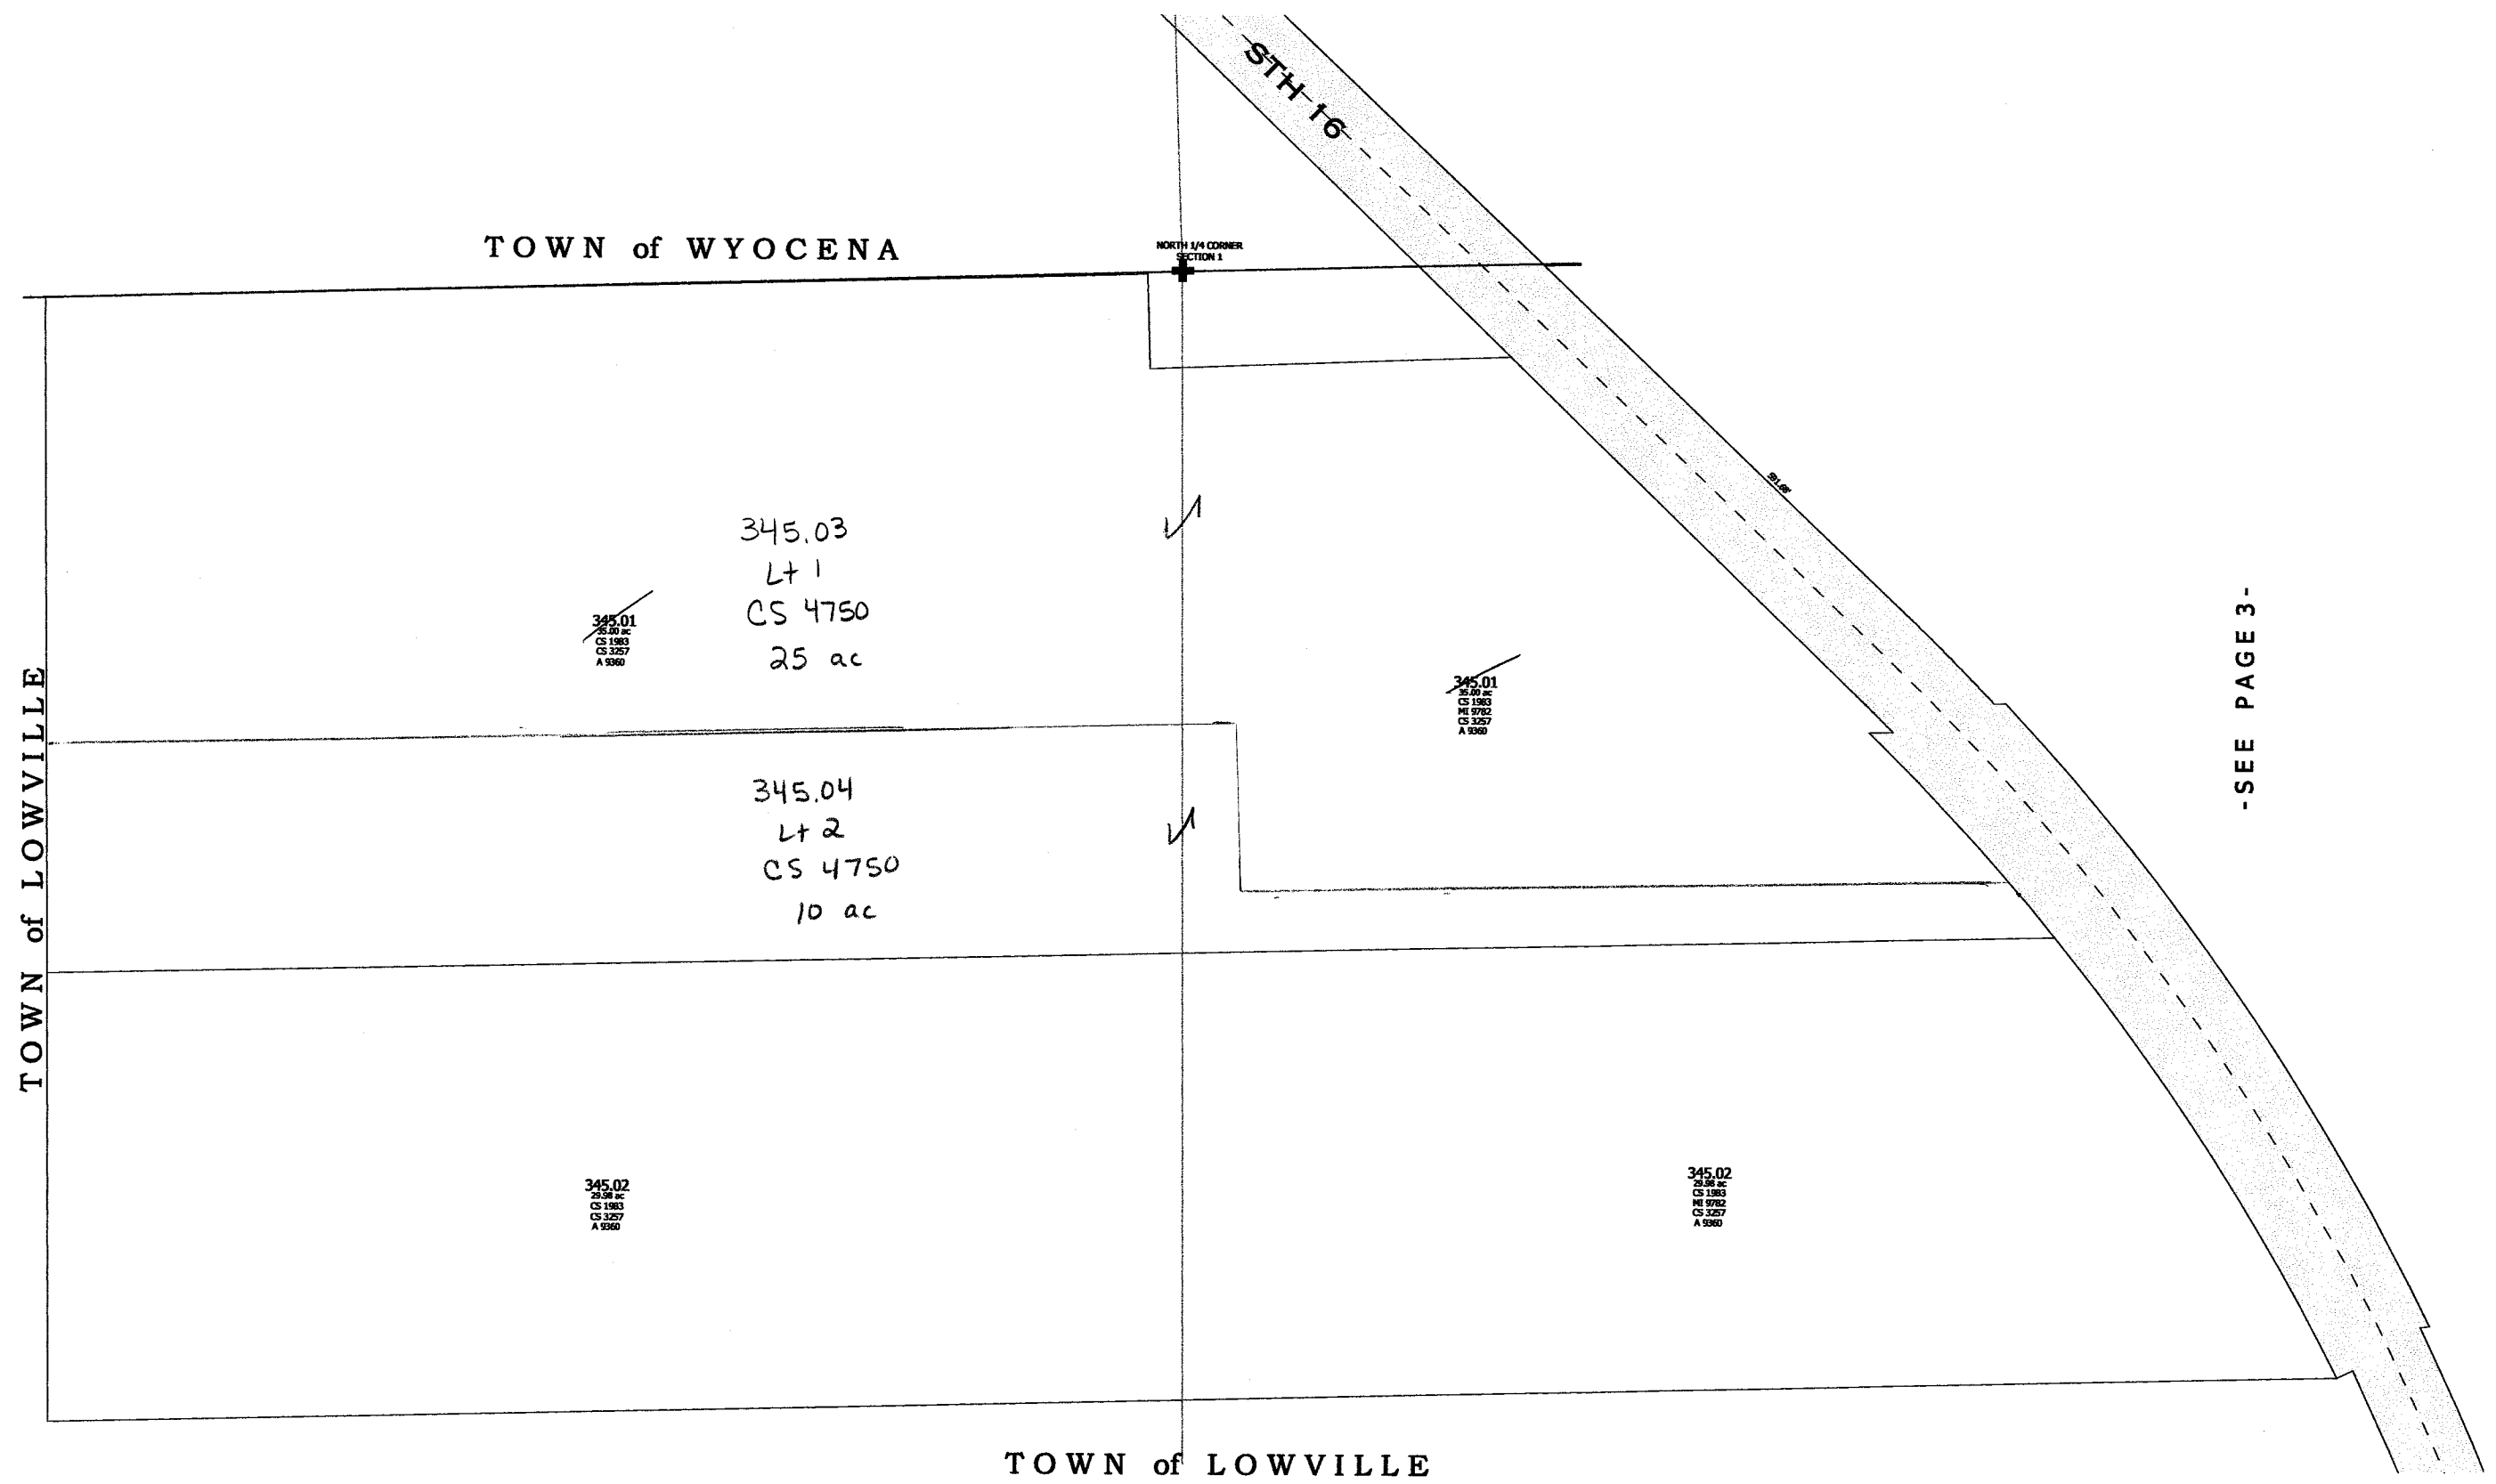 STH 16
TOWN of WYOCENA
NORTH 1/4 CORNER
SECTION 1
591.66'
345.03
Lt 1
CS 4750
25 ac
345.01
35.00 ac
CS 1983
CS 3257
A 9360
345.01
35.00 ac
CS 1983
MI 9782
CS 3257
A 9360
-SEE PAGE 3-
TOWN of LOWVILLE
345.04
Lt 2
CS 4750
10 ac
345.02
29.98 ac
CS 1983
CS 3257
A 9360
345.02
29.98 ac
CS 1983
MI 9782
CS 3257
A 9360
TOWN of LOWVILLE